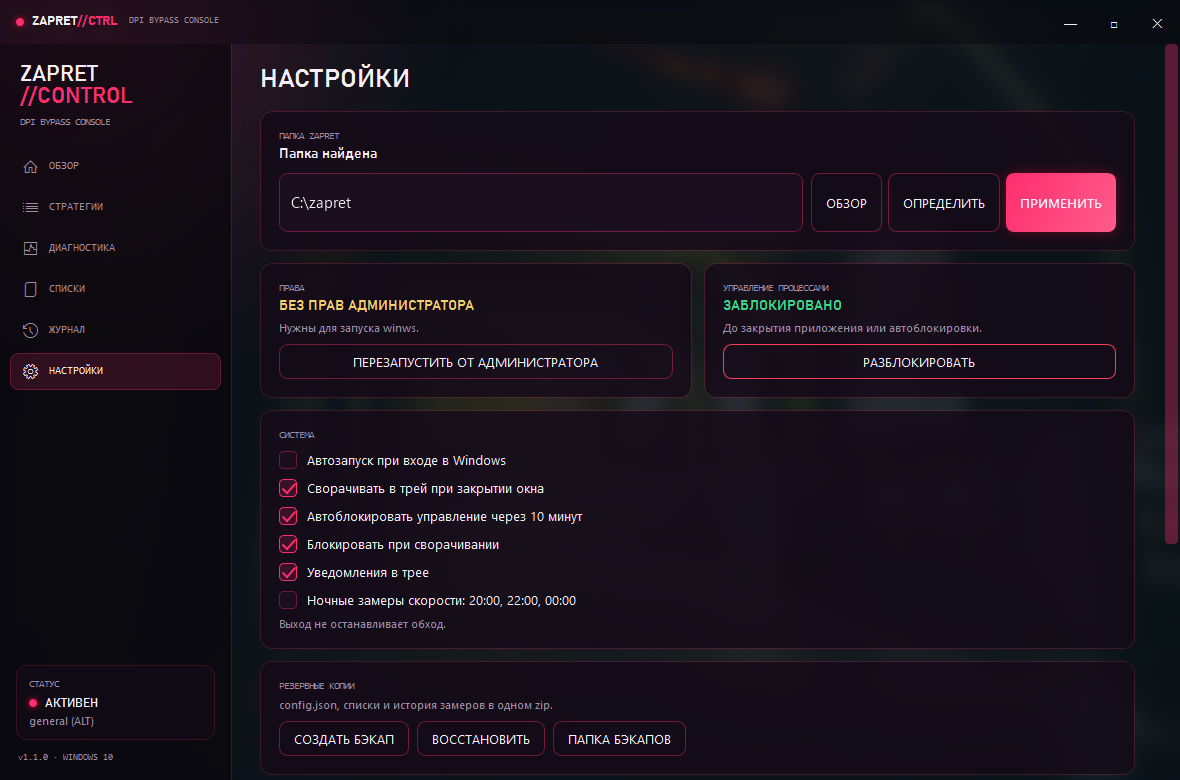 ZAPRET//CTRL DPI BYPASS CONSOLE
ZAPRET
//CONTROL
DPI BYPASS CONSOLE
ОБЗОР
СТРАТЕГИИ
ДИАГНОСТИКА
СПИСКИ
ЖУРНАЛ
НАСТРОЙКИ
СТАТУС
АКТИВЕН
general (ALT)
v1.1.0 - WINDOWS 10
НАСТРОЙКИ
ПАПКА ZAPRET
Папка найдена
C:\zapret ОБЗОР ОПРЕДЕЛИТЬ ПРИМЕНИТЬ
ПРАВА
БЕЗ ПРАВ АДМИНИСТРАТОРА
Нужны для запуска winws.
ПЕРЕЗАПУСТИТЬ ОТ АДМИНИСТРАТОРА
УПРАВЛЕНИЕ ПРОЦЕССАМИ
ЗАБЛОКИРОВАНО
До закрытия приложения или автоблокировки.
РАЗБЛОКИРОВАТЬ
СИСТЕМА
Автозапуск при входе в Windows
Сворачивать в трей при закрытии окна
Автоблокировать управление через 10 минут
Блокировать при сворачивании
Уведомления в трее
Ночные замеры скорости: 20:00, 22:00, 00:00
Выход не останавливает обход.
РЕЗЕРВНЫЕ КОПИИ
config.json, списки и история замеров в одном zip.
СОЗДАТЬ БЭКАП ВОССТАНОВИТЬ ПАПКА БЭКАПОВ